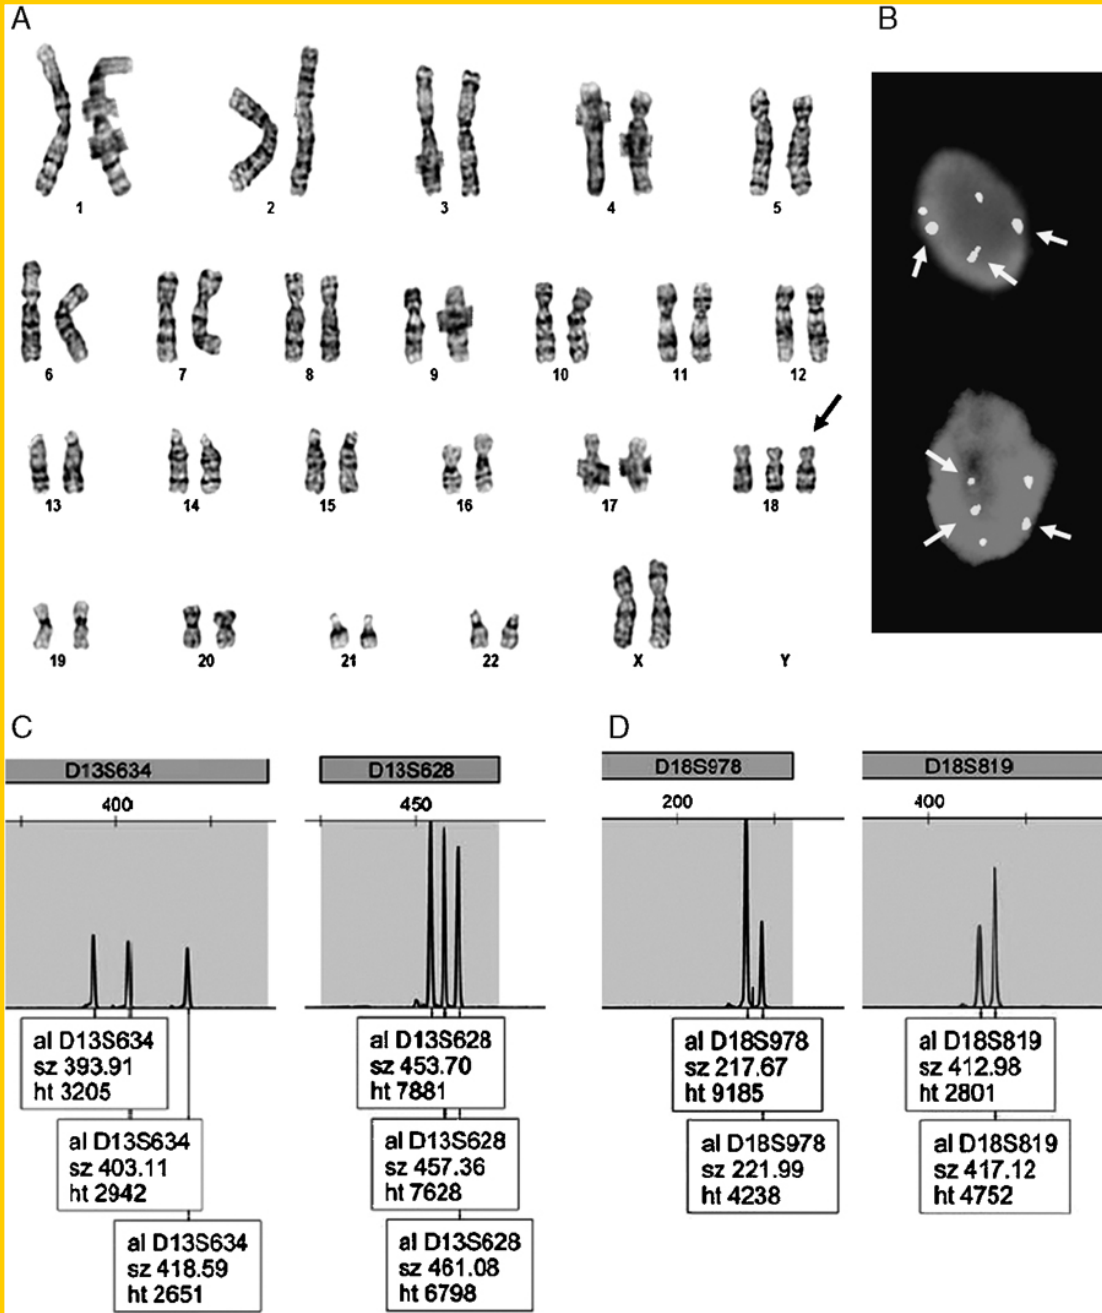 A
B
1
2
3
4
5
6
7
8
9
10
11
12
13
14
15
16
17
18
19
20
21
22
X
Y
C
D
D13S634
400
D13S628
450
D18S978
200
D18S819
400
al D13S634
sz 393.91
ht 3205
al D13S634
sz 403.11
ht 2942
al D13S634
sz 418.59
ht 2651
al D13S628
sz 453.70
ht 7881
al D13S628
sz 457.36
ht 7628
al D13S628
sz 461.08
ht 6798
al D18S978
sz 217.67
ht 9185
al D18S978
sz 221.99
ht 4238
al D18S819
sz 412.98
ht 2801
al D18S819
sz 417.12
ht 4752